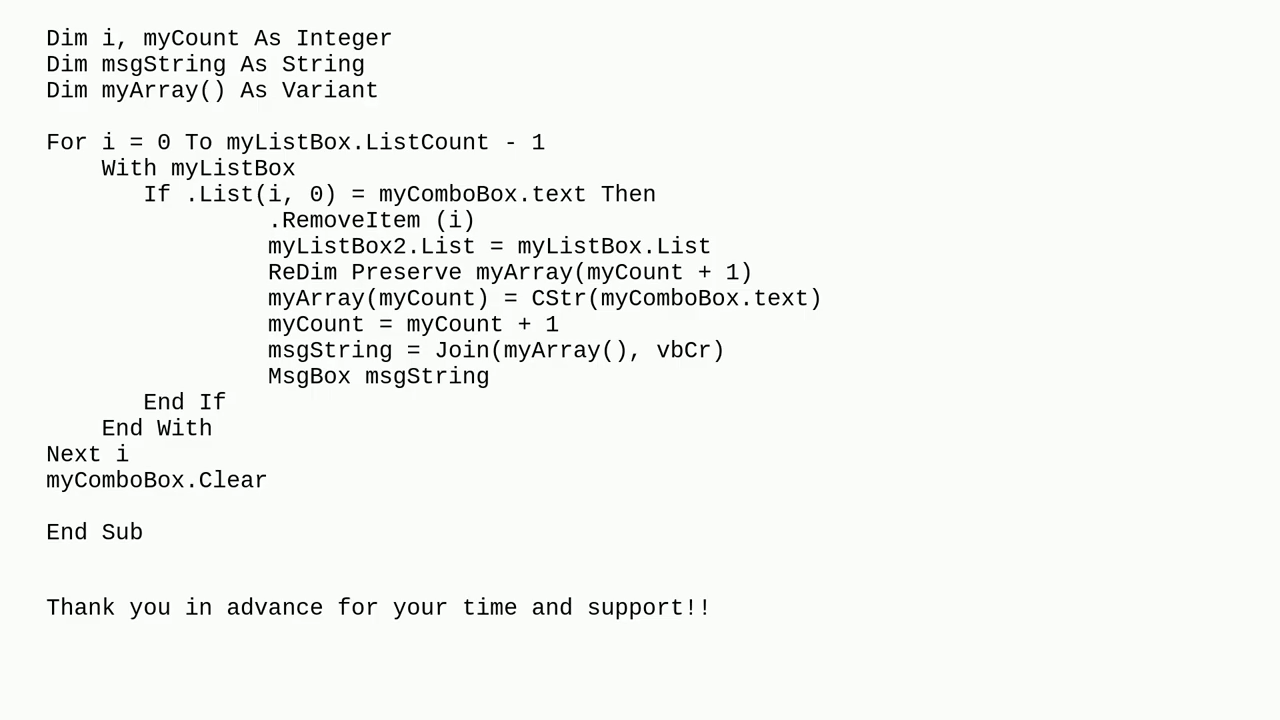 Dim i, myCount As Integer
Dim msgString As String
Dim myArray() As Variant
For i = 0 To myListBox.ListCount - 1
With myListBox
If .List(i, 0) = myComboBox.text Then
.RemoveItem (i)
myListBox2.List = myListBox.List
ReDim Preserve myArray(myCount + 1)
myArray(myCount) = CStr(myComboBox.text)
myCount = myCount + 1
msgString = Join(myArray(), vbCr)
MsgBox msgString
End If
End With
Next i
myComboBox.Clear
End Sub
Thank you in advance for your time and support!!